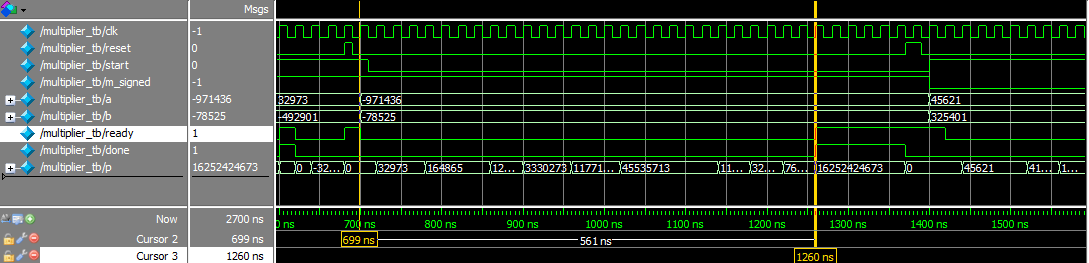 Msgs
/multiplier_tb/clk -1
/multiplier_tb/reset 0
/multiplier_tb/start 0
/multiplier_tb/m_signed -1
/multiplier_tb/a -971436 32973 -971436 45621
/multiplier_tb/b -78525 -492901 -78525 325401
/multiplier_tb/ready 1
/multiplier_tb/done 1
/multiplier_tb/p 16252424673 0 -32... 0 32973 164865 12... 3330273 11771... 45535713 11... 32... 76... 16252424673 0 45621 41... 1...
Now 2700 ns 00 ns 700 ns 800 ns 900 ns 1000 ns 1100 ns 1200 ns 1300 ns 1400 ns 1500 ns
Cursor 2 699 ns 699 ns 561 ns
Cursor 3 1260 ns 1260 ns